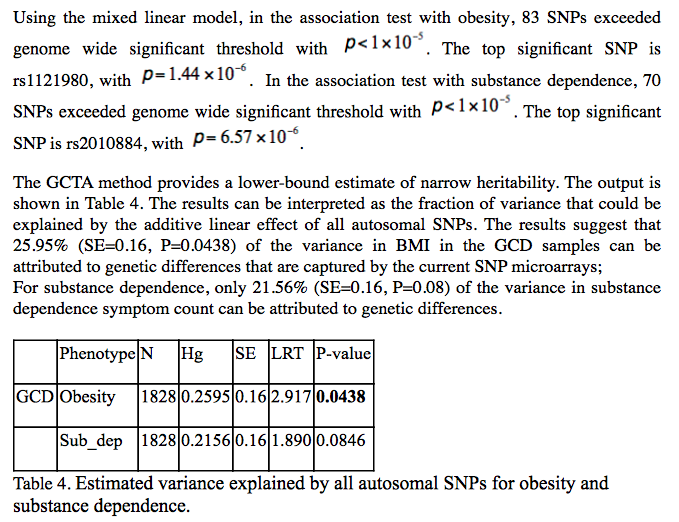 Using the mixed linear model, in the association test with obesity, 83 SNPs exceeded
genome wide significant threshold with p<1×10⁻⁵. The top significant SNP is
rs1121980, with p=1.44×10⁻⁶. In the association test with substance dependence, 70
SNPs exceeded genome wide significant threshold with p<1×10⁻⁵. The top significant
SNP is rs2010884, with p=6.57×10⁻⁶.
The GCTA method provides a lower-bound estimate of narrow heritability. The output is
shown in Table 4. The results can be interpreted as the fraction of variance that could be
explained by the additive linear effect of all autosomal SNPs. The results suggest that
25.95% (SE=0.16, P=0.0438) of the variance in BMI in the GCD samples can be
attributed to genetic differences that are captured by the current SNP microarrays;
For substance dependence, only 21.56% (SE=0.16, P=0.08) of the variance in substance
dependence symptom count can be attributed to genetic differences.
Phenotype N Hg SE LRT P-value
GCD Obesity 1828 0.2595 0.16 2.917 0.0438
Sub_dep 1828 0.2156 0.16 1.890 0.0846
Table 4. Estimated variance explained by all autosomal SNPs for obesity and
substance dependence.